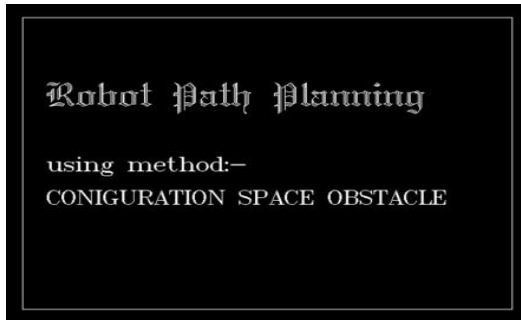 Robot Path Planning
using method:–
CONIGURATION SPACE OBSTACLE